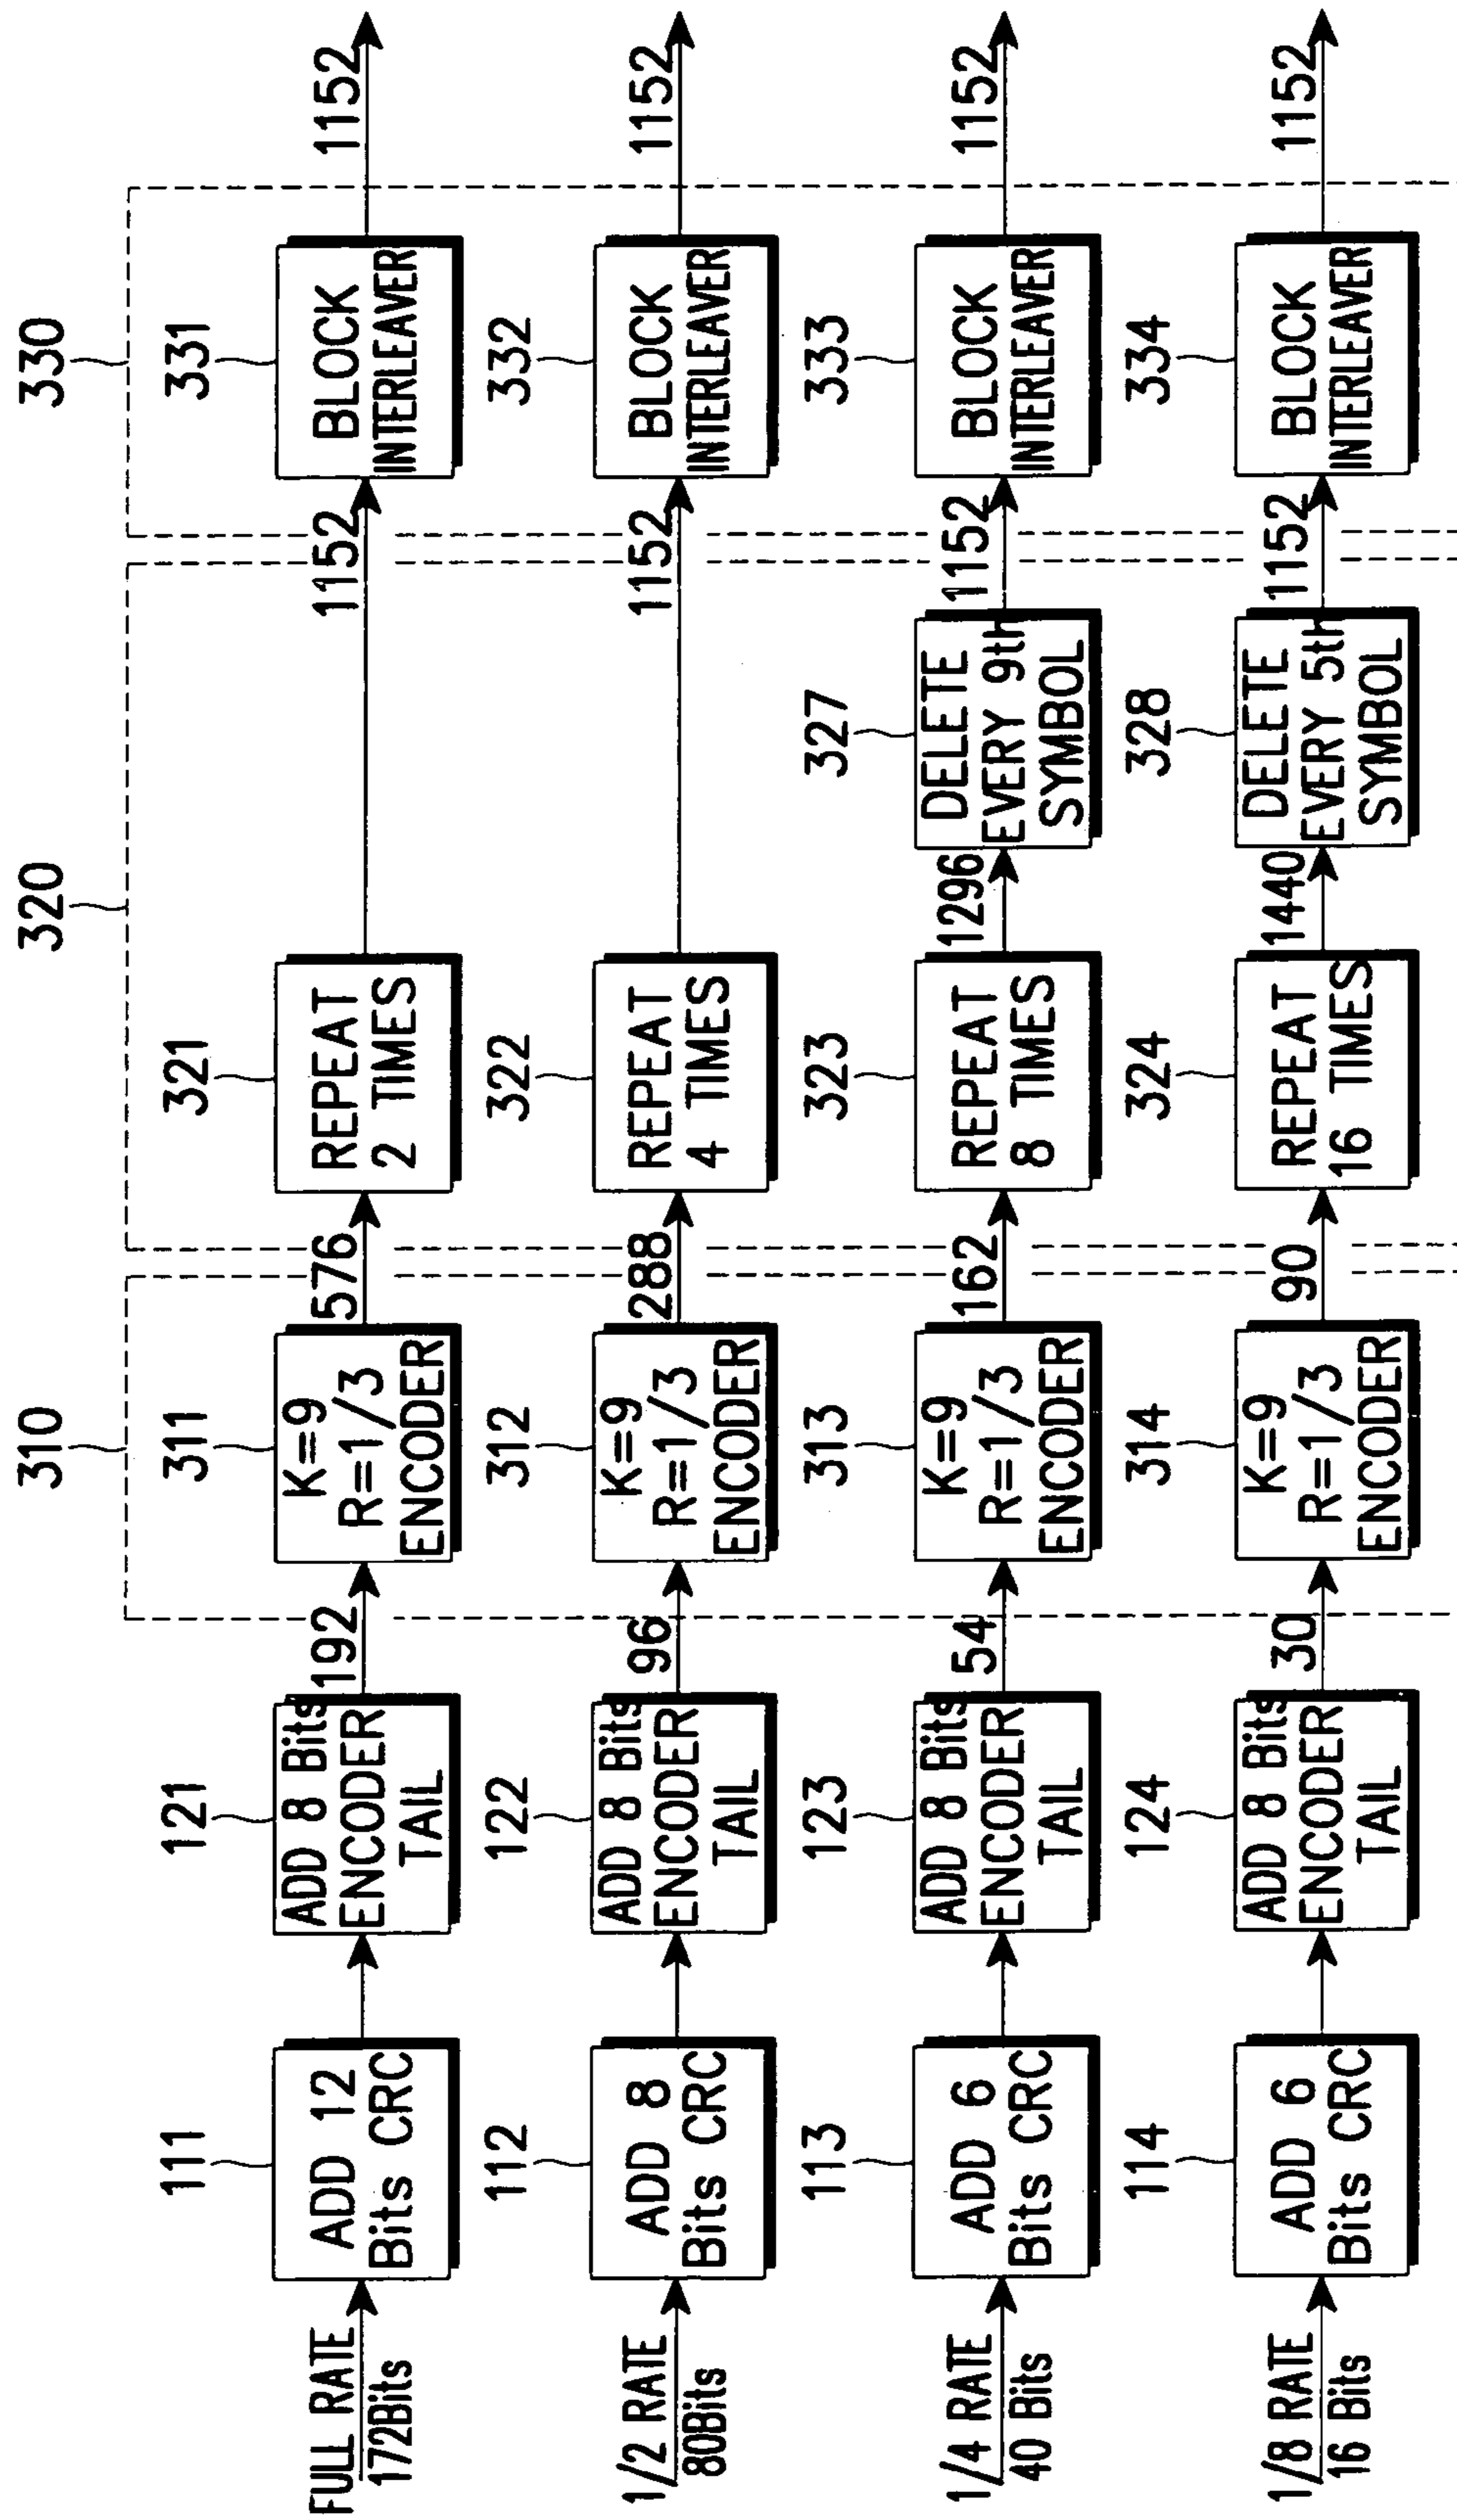 310
320
330
111
121
311
321
331
FULL RATE
172Bits
ADD 12
Bits CRC
ADD 8 Bits
ENCODER
TAIL
192
K=9
R=1/3
ENCODER
576
REPEAT
2 TIMES
1152
BLOCK
INTERLEAVER
1152
112
122
312
322
332
1/2 RATE
80Bits
ADD 8
Bits CRC
ADD 8 Bits
ENCODER
TAIL
96
K=9
R=1/3
ENCODER
288
REPEAT
4 TIMES
1152
BLOCK
INTERLEAVER
1152
113
123
313
323
327
333
1/4 RATE
40 Bits
ADD 6
Bits CRC
ADD 8 Bits
ENCODER
TAIL
54
K=9
R=1/3
ENCODER
162
REPEAT
8 TIMES
1296
DELETE
EVERY 9th
SYMBOL
1152
BLOCK
INTERLEAVER
1152
114
124
314
324
328
334
1/8 RATE
16 Bits
ADD 6
Bits CRC
ADD 8 Bits
ENCODER
TAIL
30
K=9
R=1/3
ENCODER
90
REPEAT
16 TIMES
1440
DELETE
EVERY 5th
SYMBOL
1152
BLOCK
INTERLEAVER
1152